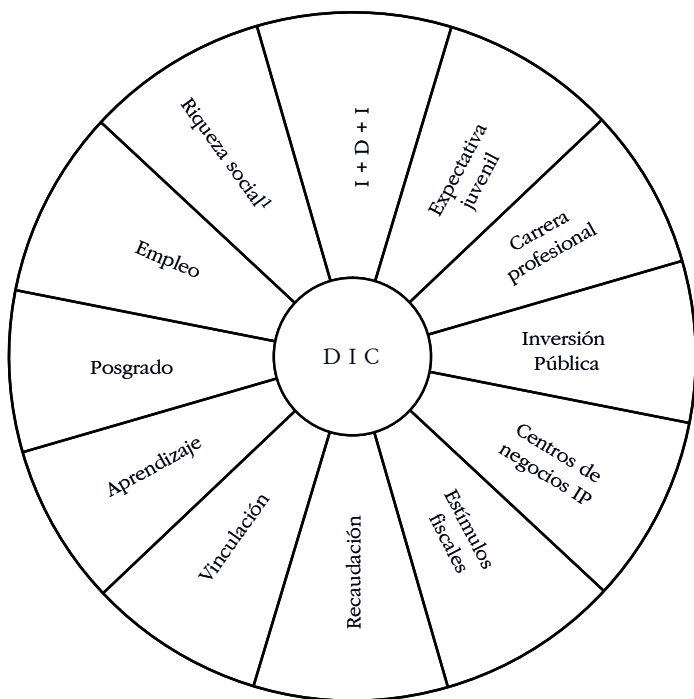 I + D + I
Expectativa
juvenil
Carrera
profesional
Inversión
Pública
Centros de
negocios IP
Estímulos
fiscales
Recaudación
Vinculación
Aprendizaje
Posgrado
Empleo
Riqueza social¹
D I C